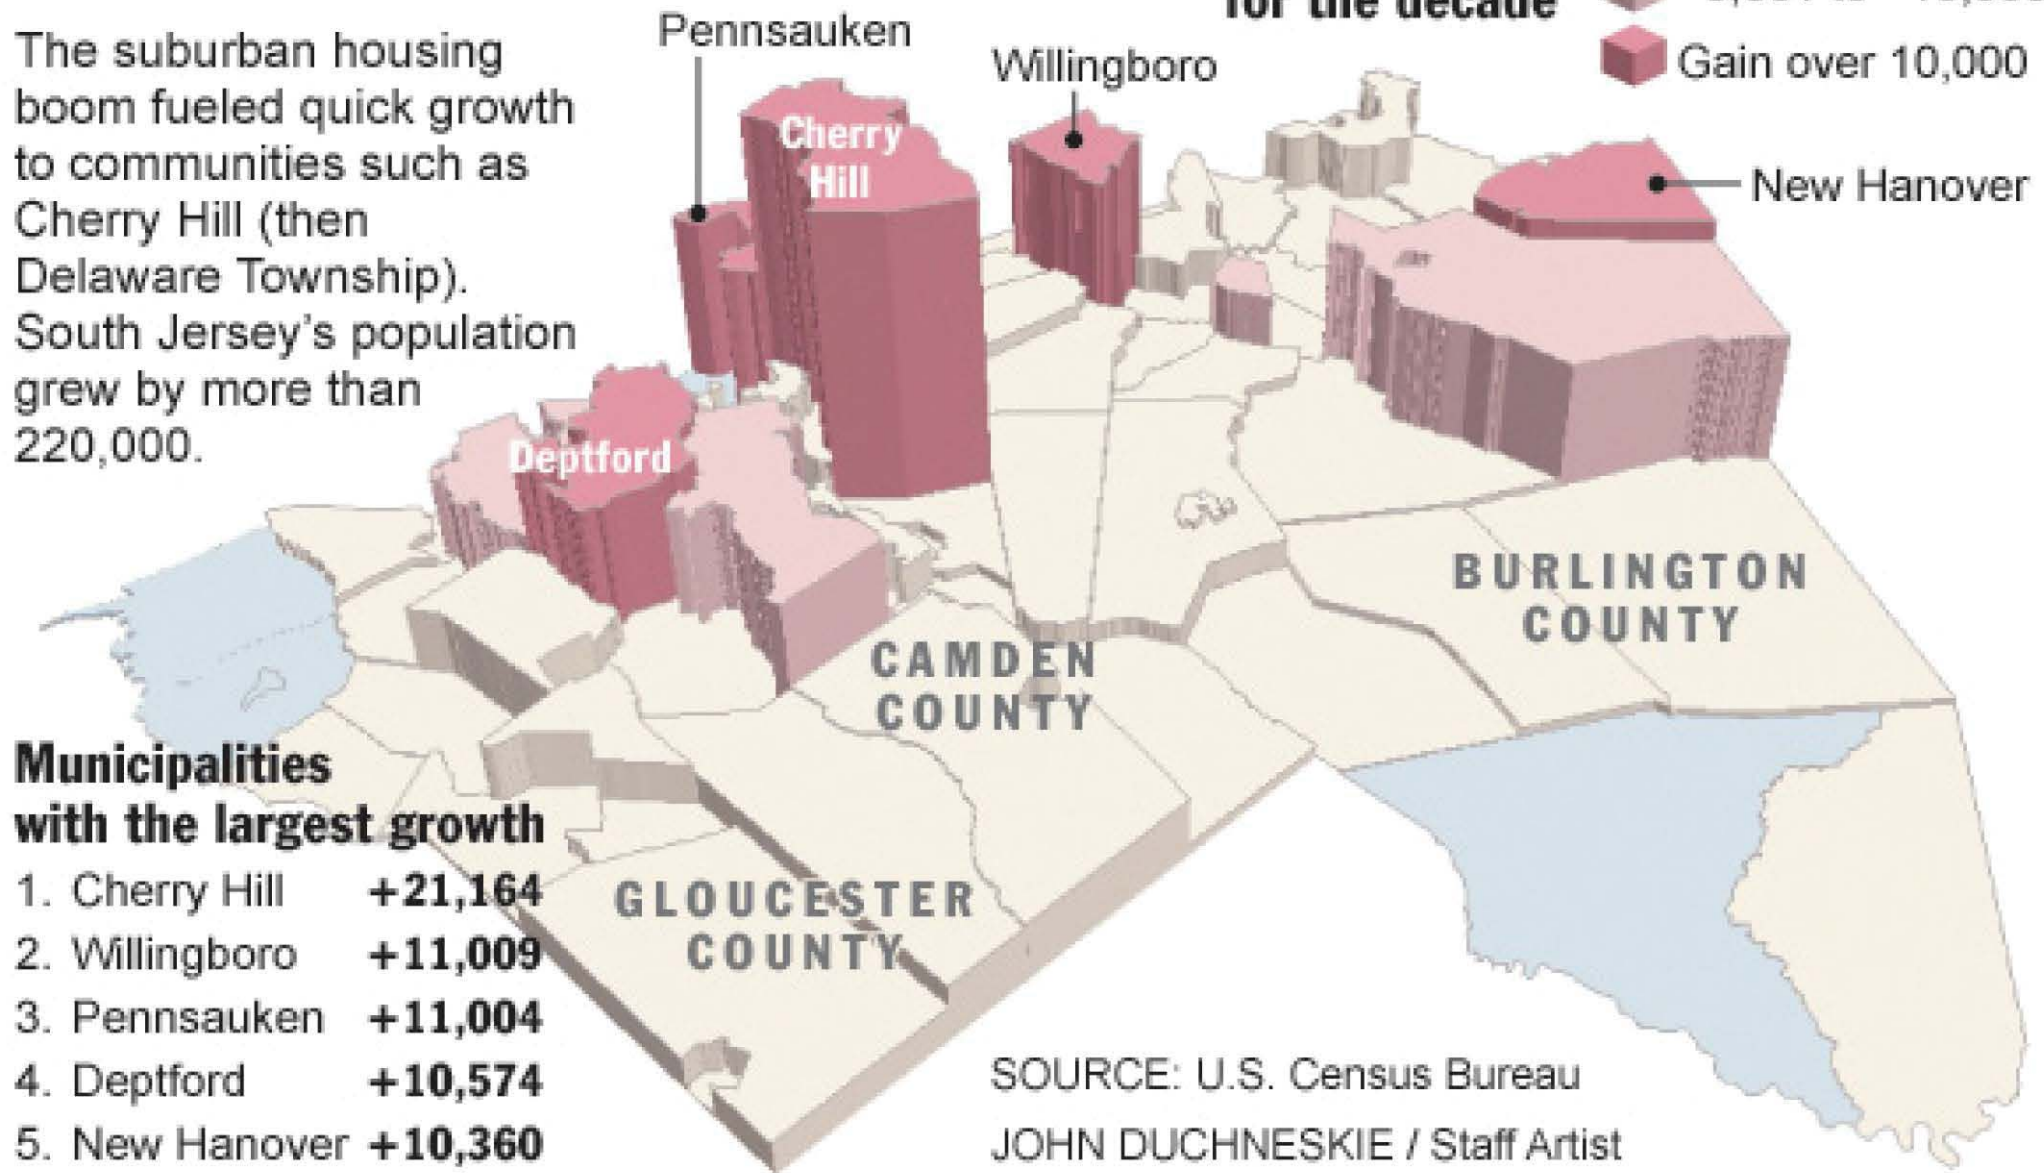 for the decade
Gain over 10,000
The suburban housing
boom fueled quick growth
to communities such as
Cherry Hill (then
Delaware Township).
South Jersey's population
grew by more than
220,000.
Pennsauken
Willingboro
Cherry
Hill
New Hanover
Deptford
BURLINGTON
COUNTY
CAMDEN
COUNTY
GLOUCESTER
COUNTY
Municipalities
with the largest growth
1. Cherry Hill +21,164
2. Willingboro +11,009
3. Pennsauken +11,004
4. Deptford +10,574
5. New Hanover +10,360
SOURCE: U.S. Census Bureau
JOHN DUCHNESKIE / Staff Artist